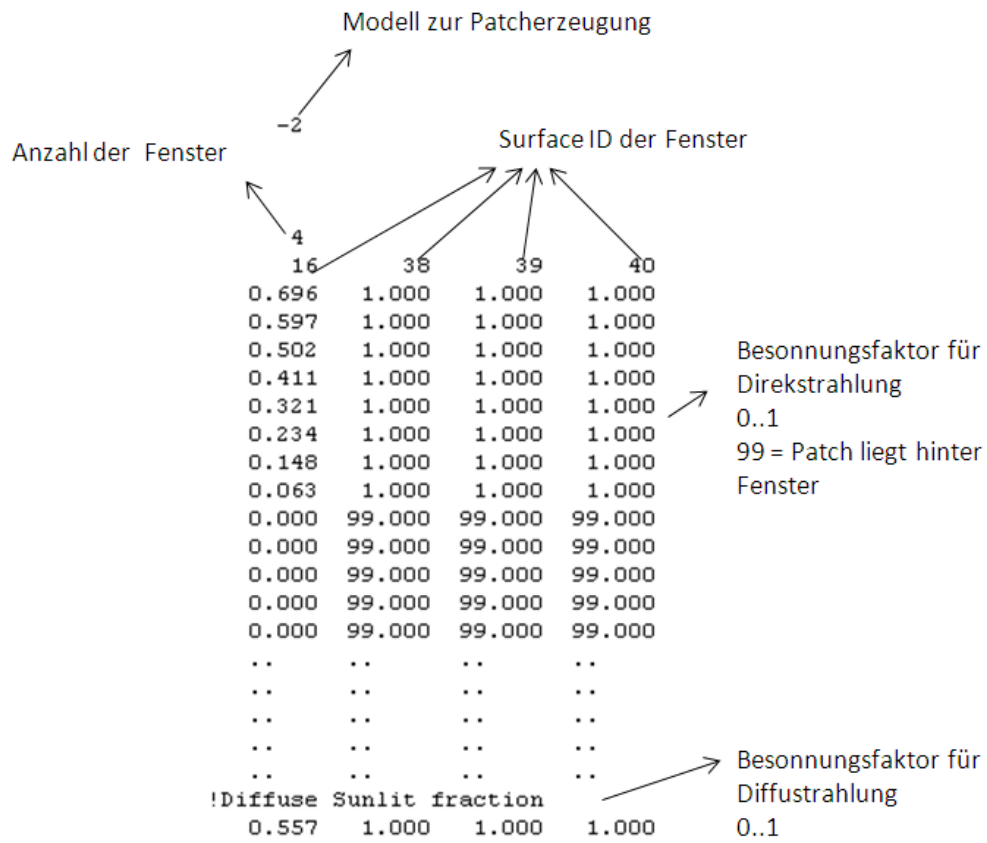 Modell zur Patcherzeugung
-2
Anzahl der Fenster
Surface ID der Fenster
4
16 38 39 40
0.696 1.000 1.000 1.000
0.597 1.000 1.000 1.000
0.502 1.000 1.000 1.000
0.411 1.000 1.000 1.000
0.321 1.000 1.000 1.000
0.234 1.000 1.000 1.000
0.148 1.000 1.000 1.000
0.063 1.000 1.000 1.000
0.000 99.000 99.000 99.000
0.000 99.000 99.000 99.000
0.000 99.000 99.000 99.000
0.000 99.000 99.000 99.000
0.000 99.000 99.000 99.000
.. .. .. ..
.. .. .. ..
.. .. .. ..
.. .. .. ..
.. .. .. ..
Besonnungsfaktor für
Direkstrahlung
0..1
99 = Patch liegt hinter
Fenster
!Diffuse Sunlit fraction
0.557 1.000 1.000 1.000
Besonnungsfaktor für
Diffustrahlung
0..1